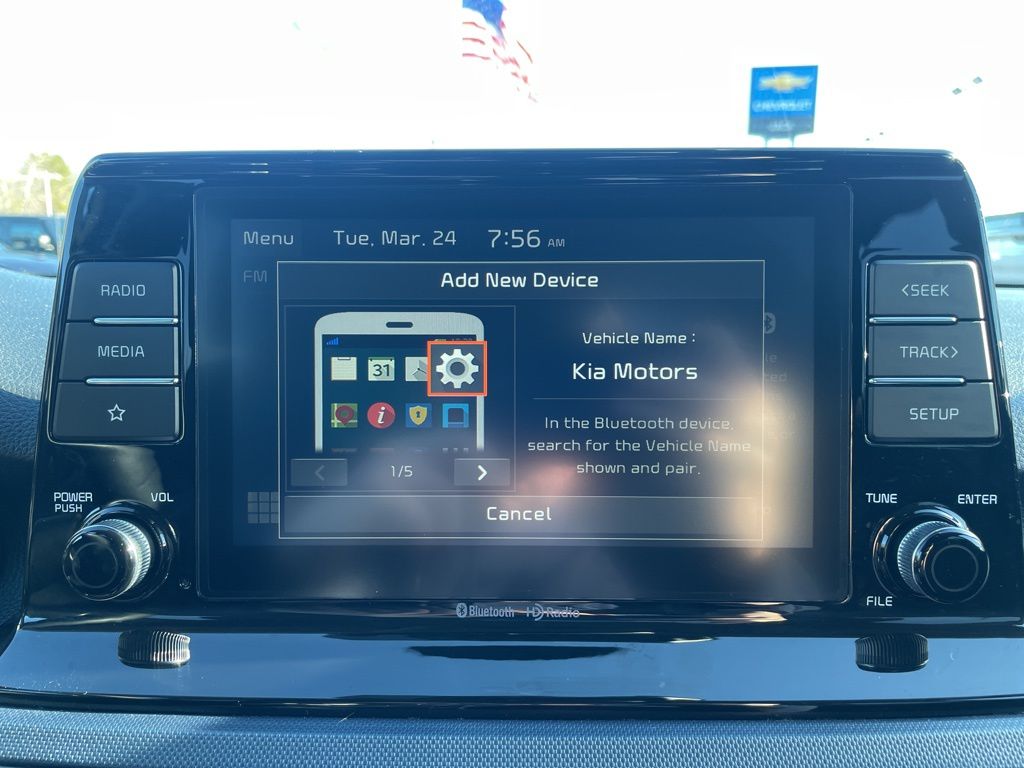 CHEVROLET
Menu Tue, Mar. 24 7:56 AM
FM
Add New Device
RADIO
MEDIA
☆
31
i
< 1/5 >
Vehicle Name :
Kia Motors
In the Bluetooth device,
search for the Vehicle Name
shown and pair.
Cancel
<SEEK
TRACK>
SETUP
POWER
PUSH
VOL
TUNE
ENTER
FILE
Bluetooth HD Radio